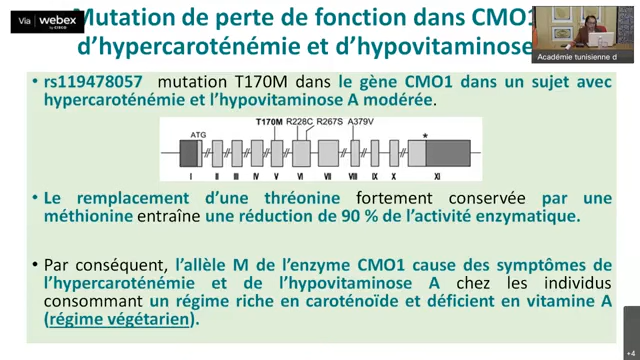 Via webex
by CISCO
Mutation de perte de fonction dans CMO1
d'hypercaroténémie et d'hypovitaminose
Académie tunisienne d
• rs119478057 mutation T170M dans le gène CMO1 dans un sujet avec
hypercaroténémie et l'hypovitaminose A modérée.
T170M R228C R267S A379V
ATG *
I II III IV V VI VII VIII IX X XI
• Le remplacement d'une thréonine fortement conservée par une
méthionine entraîne une réduction de 90 % de l'activité enzymatique.
• Par conséquent, l'allèle M de l'enzyme CMO1 cause des symptômes de
l'hypercaroténémie et de l'hypovitaminose A chez les individus
consommant un régime riche en caroténoïde et déficient en vitamine A
(régime végétarien).
+4